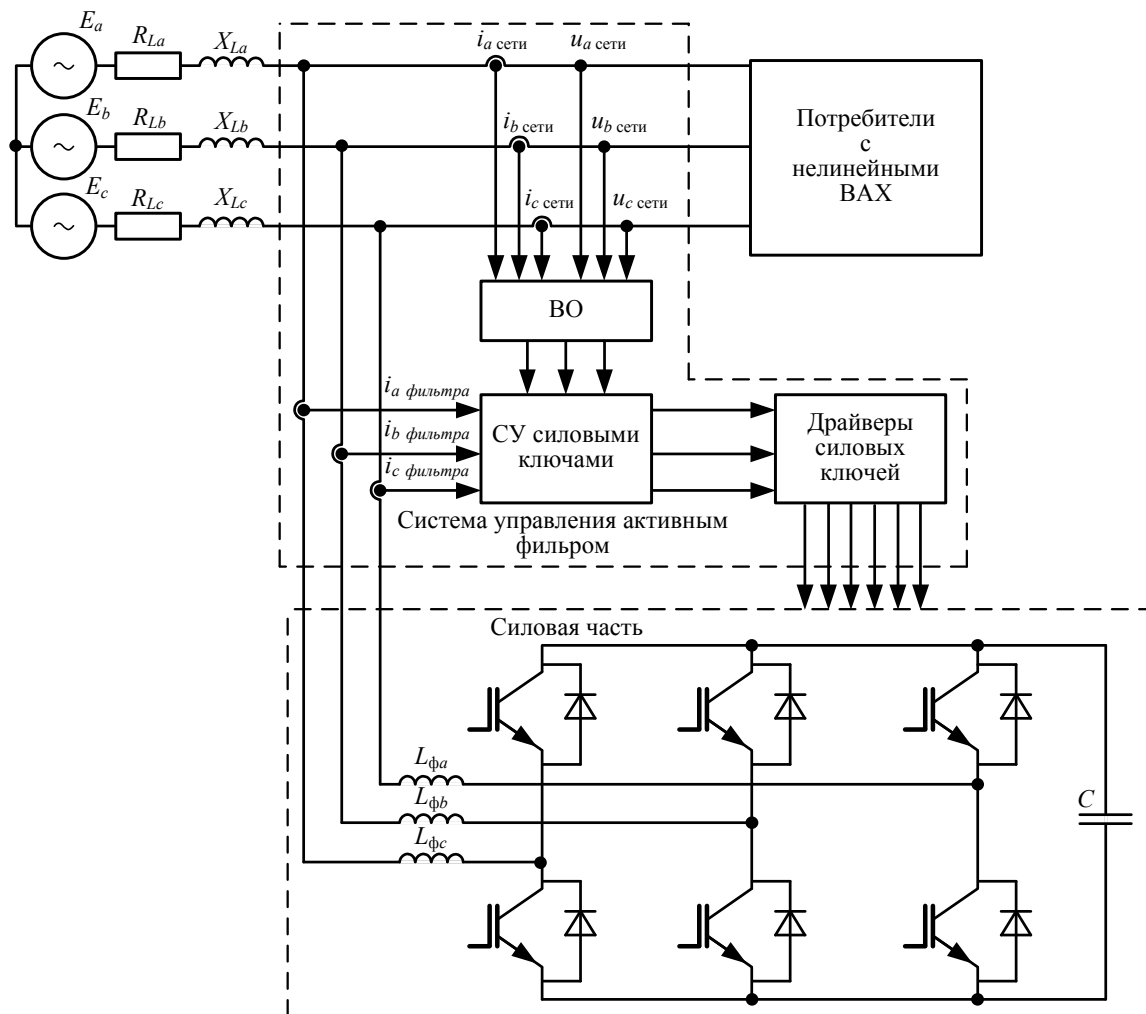 Ea
RLa
XLa
ia сети
ua сети
Eb
RLb
XLb
ib сети
ub сети
Ec
RLc
XLc
ic сети
uc сети
Потребители
с
нелинейными
ВАХ
ВО
ia фильтра
ib фильтра
ic фильтра
СУ силовыми
ключами
Драйверы
силовых
ключей
Система управления активным
фильром
Силовая часть
Lфa
Lфb
Lфc
C